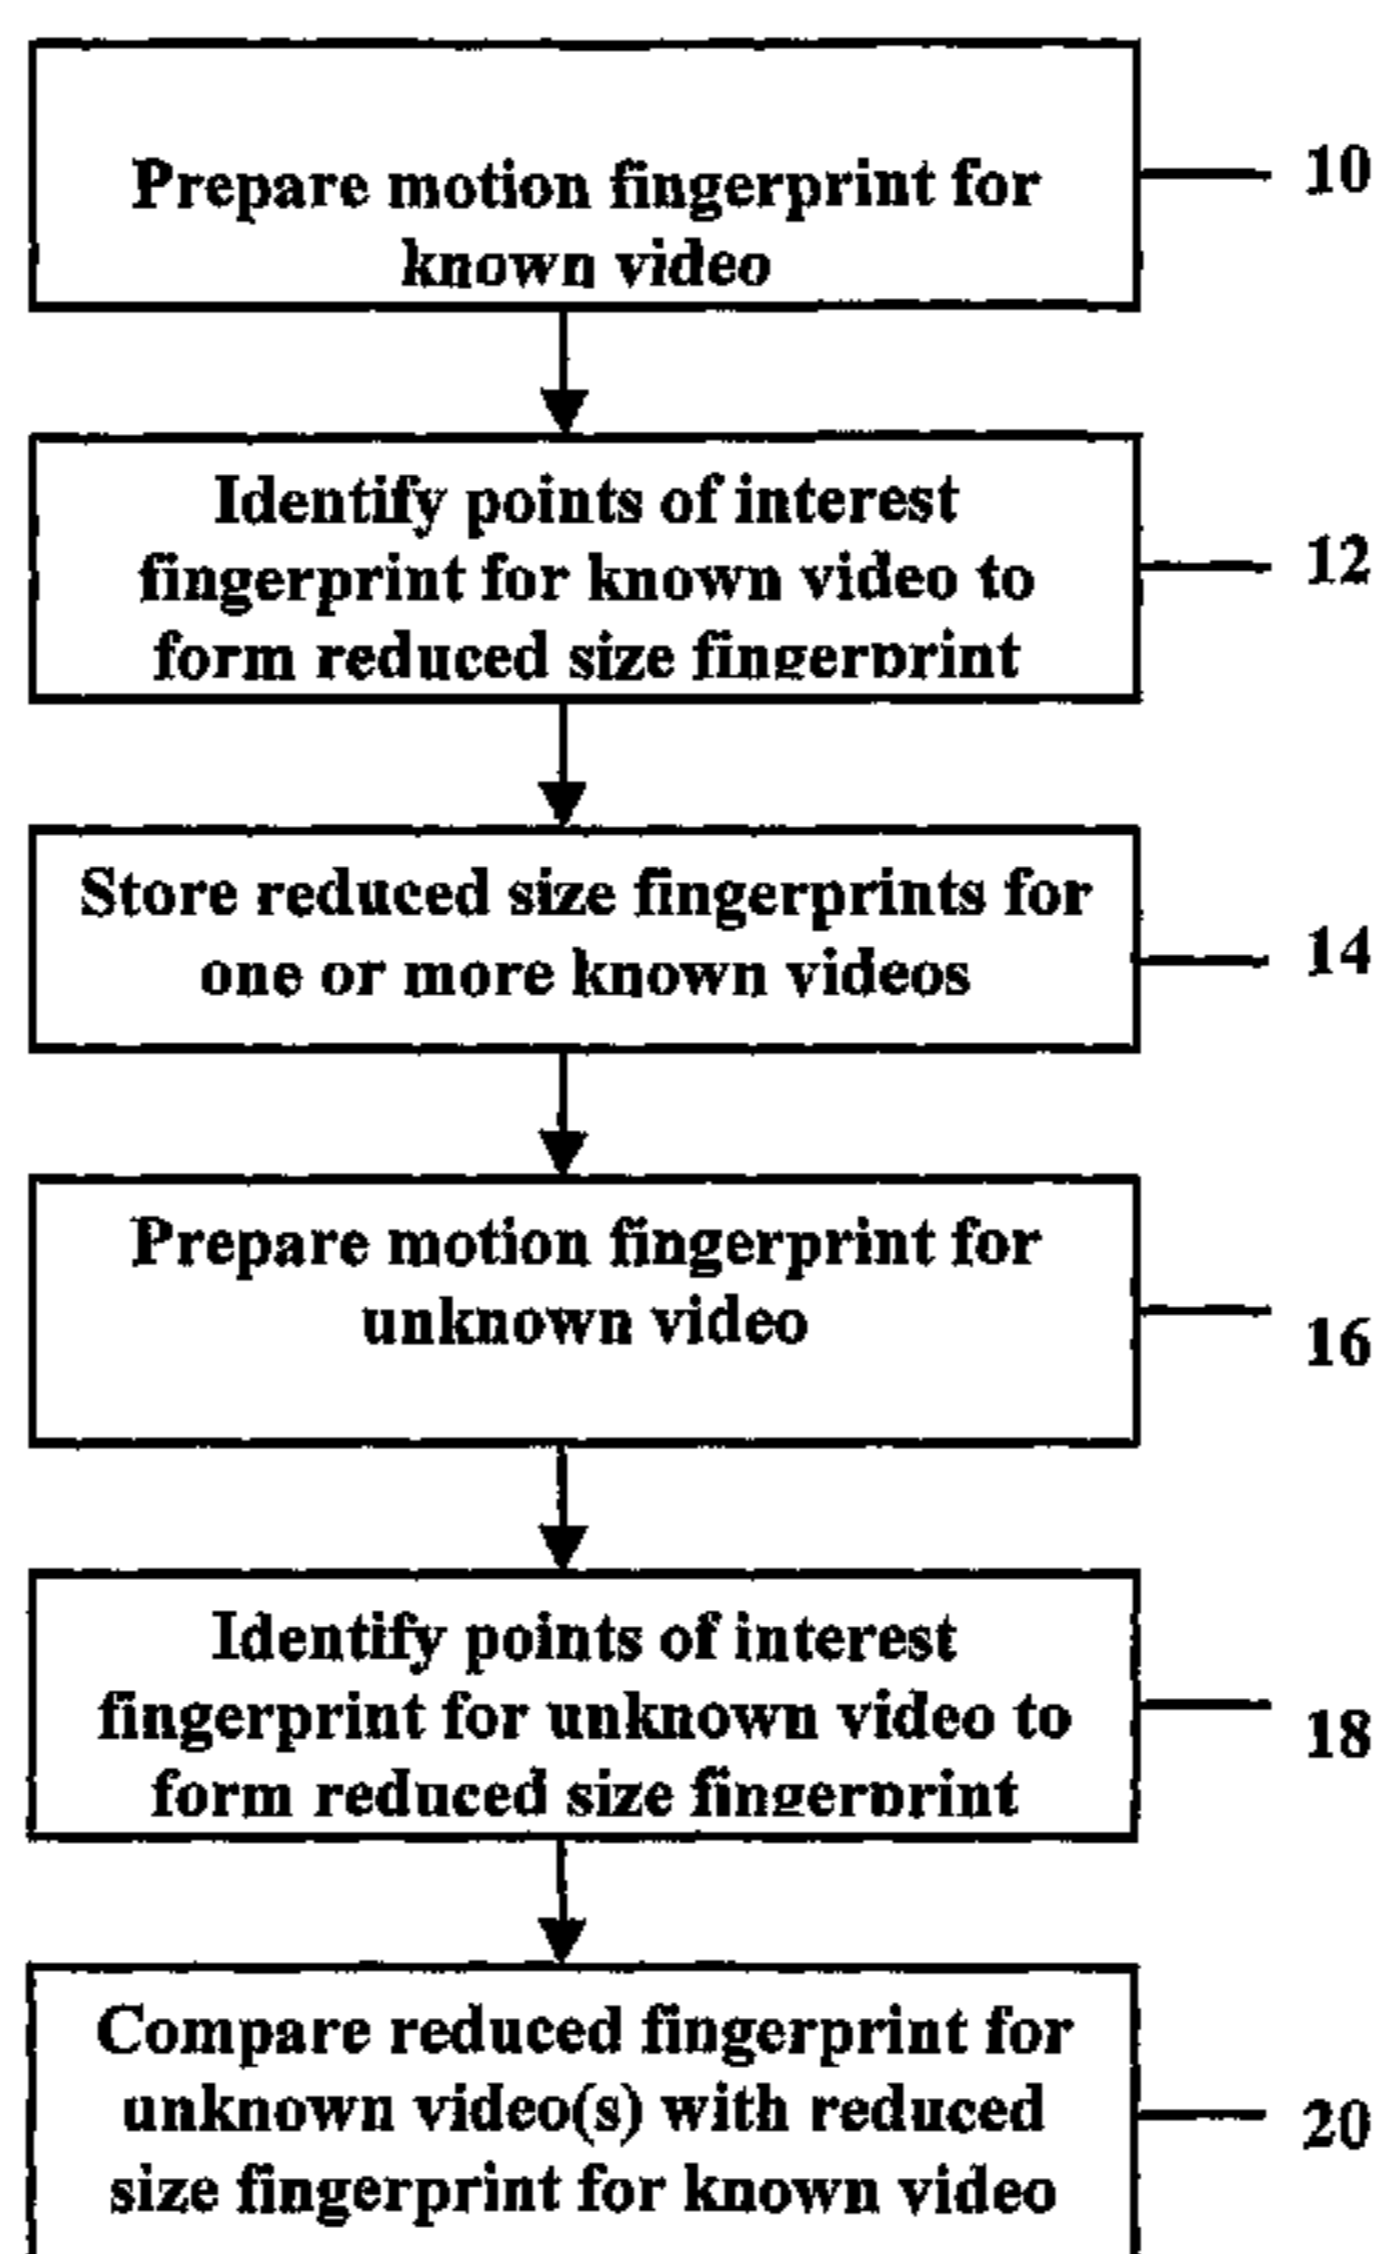 Prepare motion fingerprint for
known video
10
Identify points of interest
fingerprint for known video to
form reduced size fingerprint
12
Store reduced size fingerprints for
one or more known videos
14
Prepare motion fingerprint for
unknown video
16
Identify points of interest
fingerprint for unknown video to
form reduced size fingerprint
18
Compare reduced fingerprint for
unknown video(s) with reduced
size fingerprint for known video
20